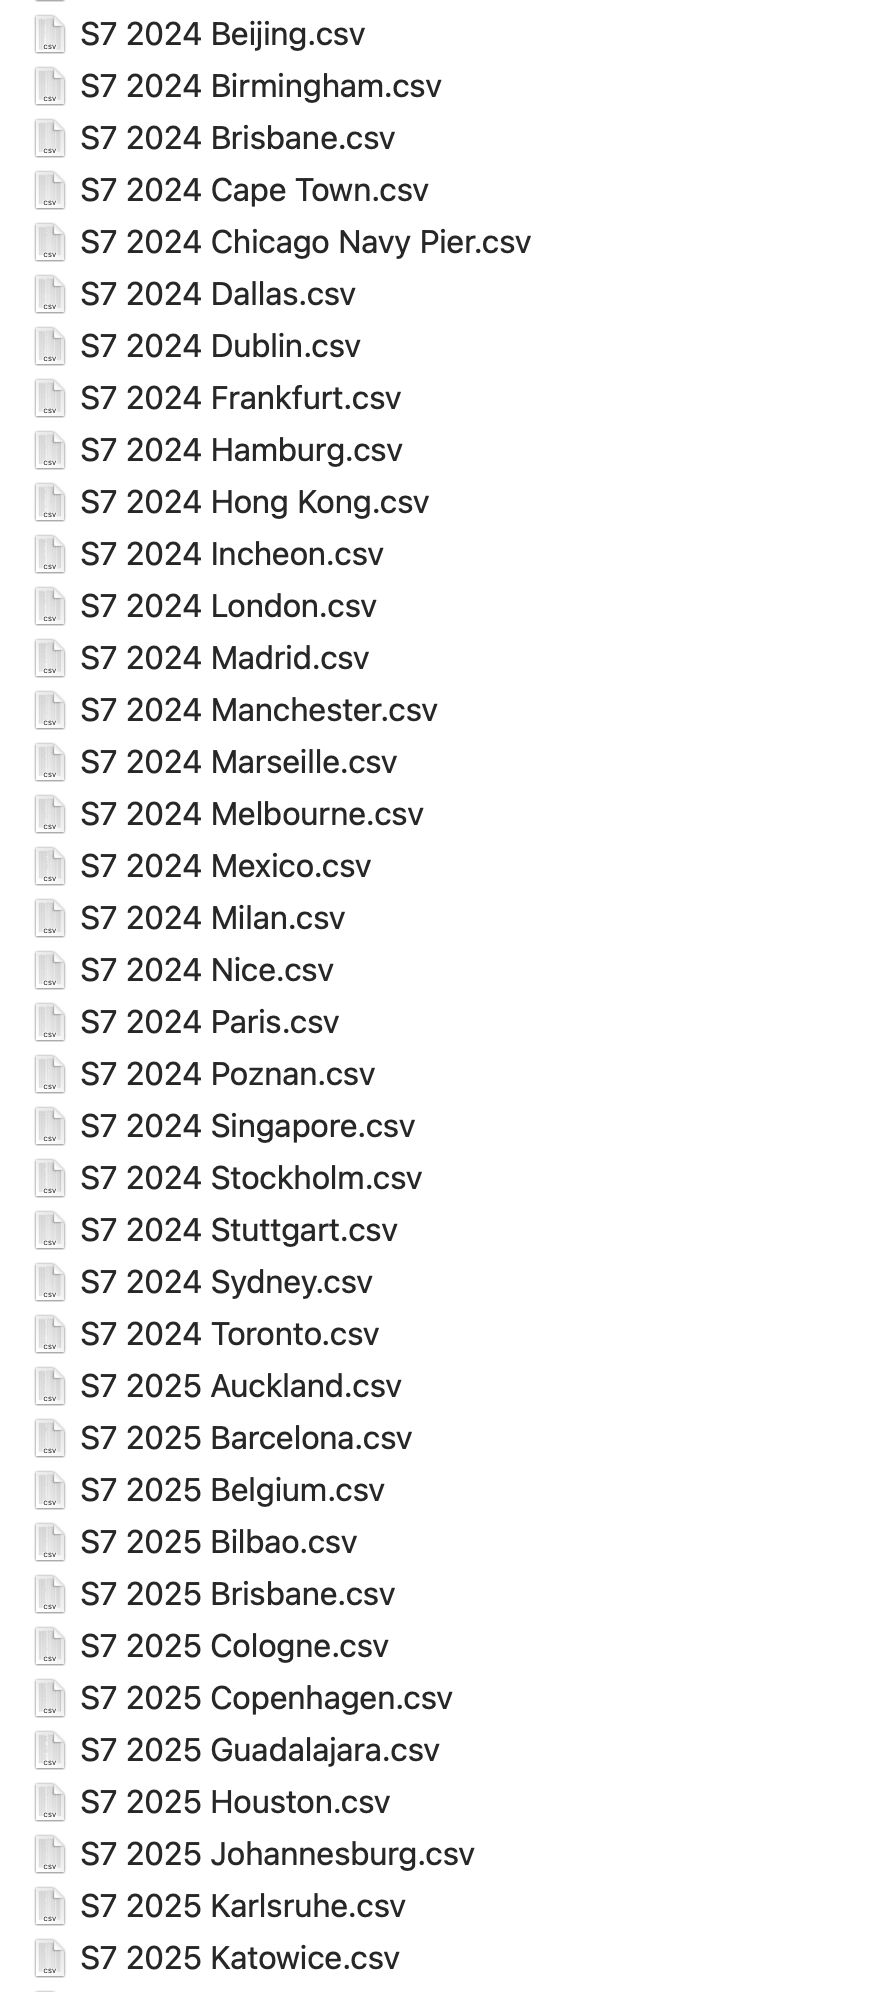 S7 2024 Beijing.csv
S7 2024 Birmingham.csv
S7 2024 Brisbane.csv
S7 2024 Cape Town.csv
S7 2024 Chicago Navy Pier.csv
S7 2024 Dallas.csv
S7 2024 Dublin.csv
S7 2024 Frankfurt.csv
S7 2024 Hamburg.csv
S7 2024 Hong Kong.csv
S7 2024 Incheon.csv
S7 2024 London.csv
S7 2024 Madrid.csv
S7 2024 Manchester.csv
S7 2024 Marseille.csv
S7 2024 Melbourne.csv
S7 2024 Mexico.csv
S7 2024 Milan.csv
S7 2024 Nice.csv
S7 2024 Paris.csv
S7 2024 Poznan.csv
S7 2024 Singapore.csv
S7 2024 Stockholm.csv
S7 2024 Stuttgart.csv
S7 2024 Sydney.csv
S7 2024 Toronto.csv
S7 2025 Auckland.csv
S7 2025 Barcelona.csv
S7 2025 Belgium.csv
S7 2025 Bilbao.csv
S7 2025 Brisbane.csv
S7 2025 Cologne.csv
S7 2025 Copenhagen.csv
S7 2025 Guadalajara.csv
S7 2025 Houston.csv
S7 2025 Johannesburg.csv
S7 2025 Karlsruhe.csv
S7 2025 Katowice.csv